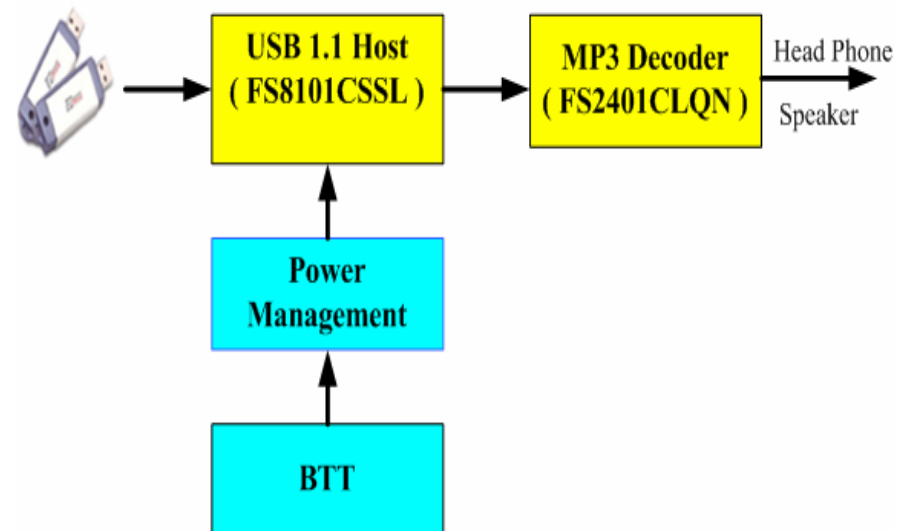 USB 1.1 Host
( FS8101CSSL )
MP3 Decoder
( FS2401CLQN )
Head Phone
Speaker
Power
Management
BTT